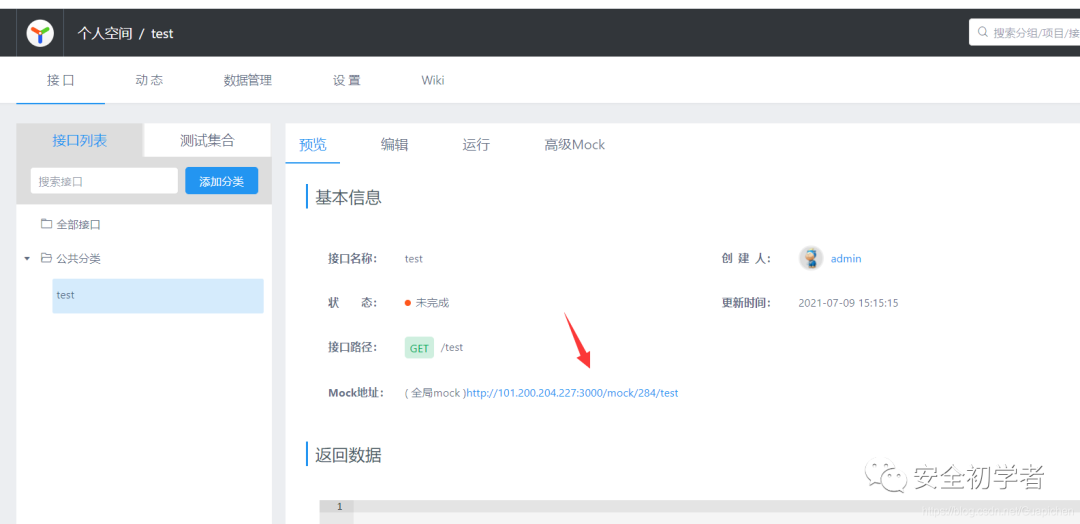 个人空间 / test
搜索分组/项目/接
接 口 动 态 数据管理 设 置 Wiki
接口列表 测试集合
预览 编辑 运行 高级Mock
搜索接口 添加分类
基本信息
全部接口
公共分类
test
接口名称： test
创 建 人： admin
状 态： 未完成
更新时间： 2021-07-09 15:15:15
接口路径： GET /test
Mock地址： ( 全局mock )http://101.200.204.227:3000/mock/284/test
返回数据
安全初学者
1